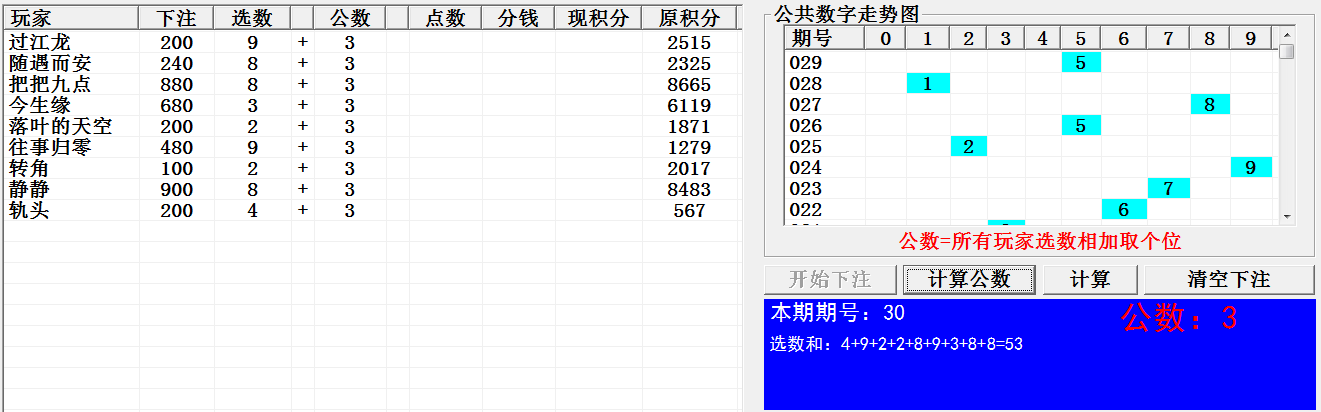 玩家 下注 选数 公数 点数 分钱 现积分 原积分
过江龙 200 9 + 3 2515
随遇而安 240 8 + 3 2325
把把九点 880 8 + 3 8665
今生缘 680 3 + 3 6119
落叶的天空 200 2 + 3 1871
往事归零 480 9 + 3 1279
转角 100 2 + 3 2017
静静 900 8 + 3 8483
轨头 200 4 + 3 567
公共数字走势图
期号 0 1 2 3 4 5 6 7 8 9
029 5
028 1
027 8
026 5
025 2
024 9
023 7
022 6
公数=所有玩家选数相加取个位
开始下注 计算公数 计算 清空下注
本期期号：30 公数：3
选数和：4+9+2+2+8+9+3+8+8=53